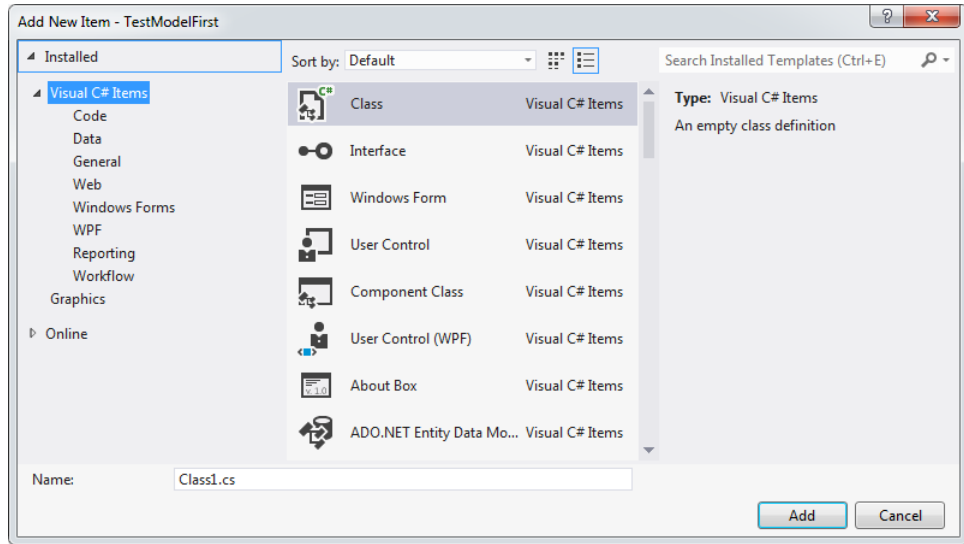 Add New Item - TestModelFirst
Installed
Sort by: Default
Search Installed Templates (Ctrl+E)
Visual C# Items
Code
Data
General
Web
Windows Forms
WPF
Reporting
Workflow
Graphics
Online
C#
Class Visual C# Items
Interface Visual C# Items
Windows Form Visual C# Items
User Control Visual C# Items
Component Class Visual C# Items
User Control (WPF) Visual C# Items
v. 1.0
About Box Visual C# Items
ADO.NET Entity Data Mo... Visual C# Items
Type: Visual C# Items
An empty class definition
Name: Class1.cs
Add Cancel